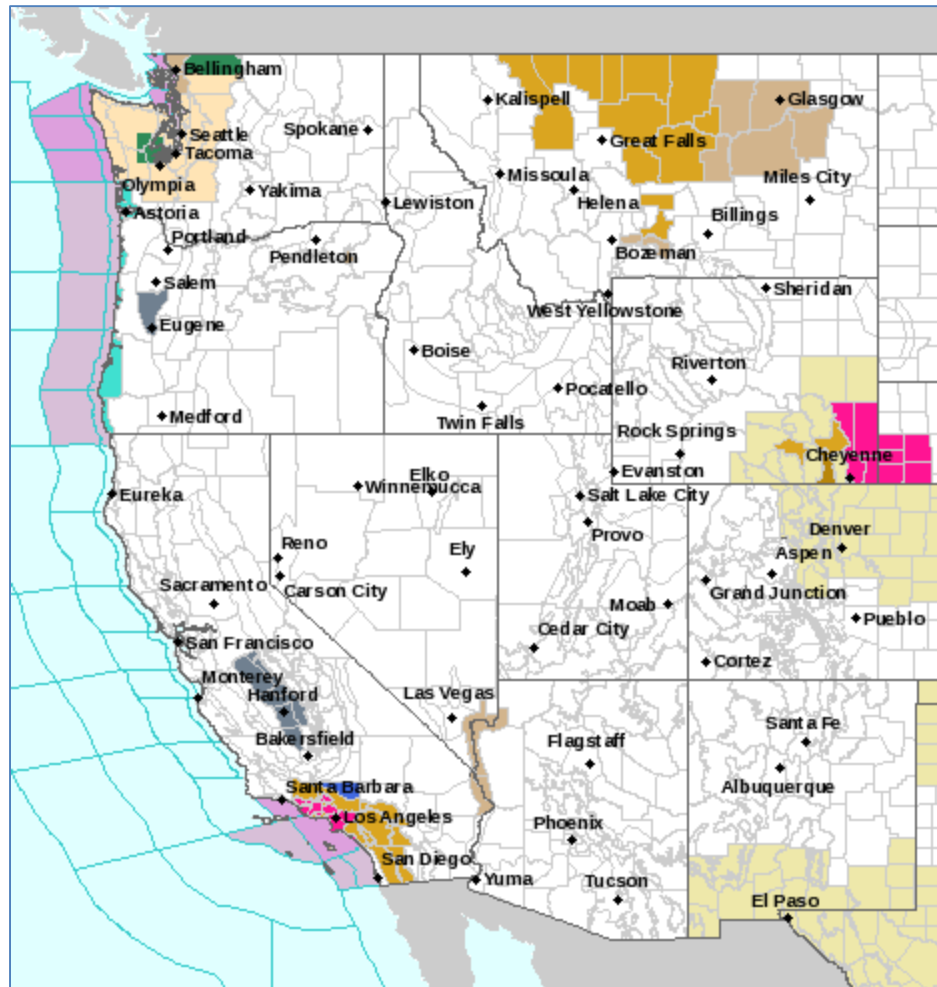 Bellingham
Kalispell
Glasgow
Seattle
Spokane
Great Falls
Tacoma
Missoula
Miles City
Olympia
Yakima
Lewiston
Helena
Astoria
Billings
Portland
Pendleton
Bozeman
Salem
Sheridan
West Yellowstone
Eugene
Boise
Riverton
Pocatello
Medford
Twin Falls
Rock Springs
Cheyenne
Elko
Evanston
Winnemucca
Eureka
Salt Lake City
Provo
Denver
Reno
Ely
Aspen
Sacramento
Carson City
Grand Junction
Moab
Pueblo
Cedar City
San Francisco
Cortez
Monterey
Hanford
Las Vegas
Santa Fe
Bakersfield
Flagstaff
Santa Barbara
Albuquerque
Los Angeles
Phoenix
San Diego
Yuma
Tucson
El Paso